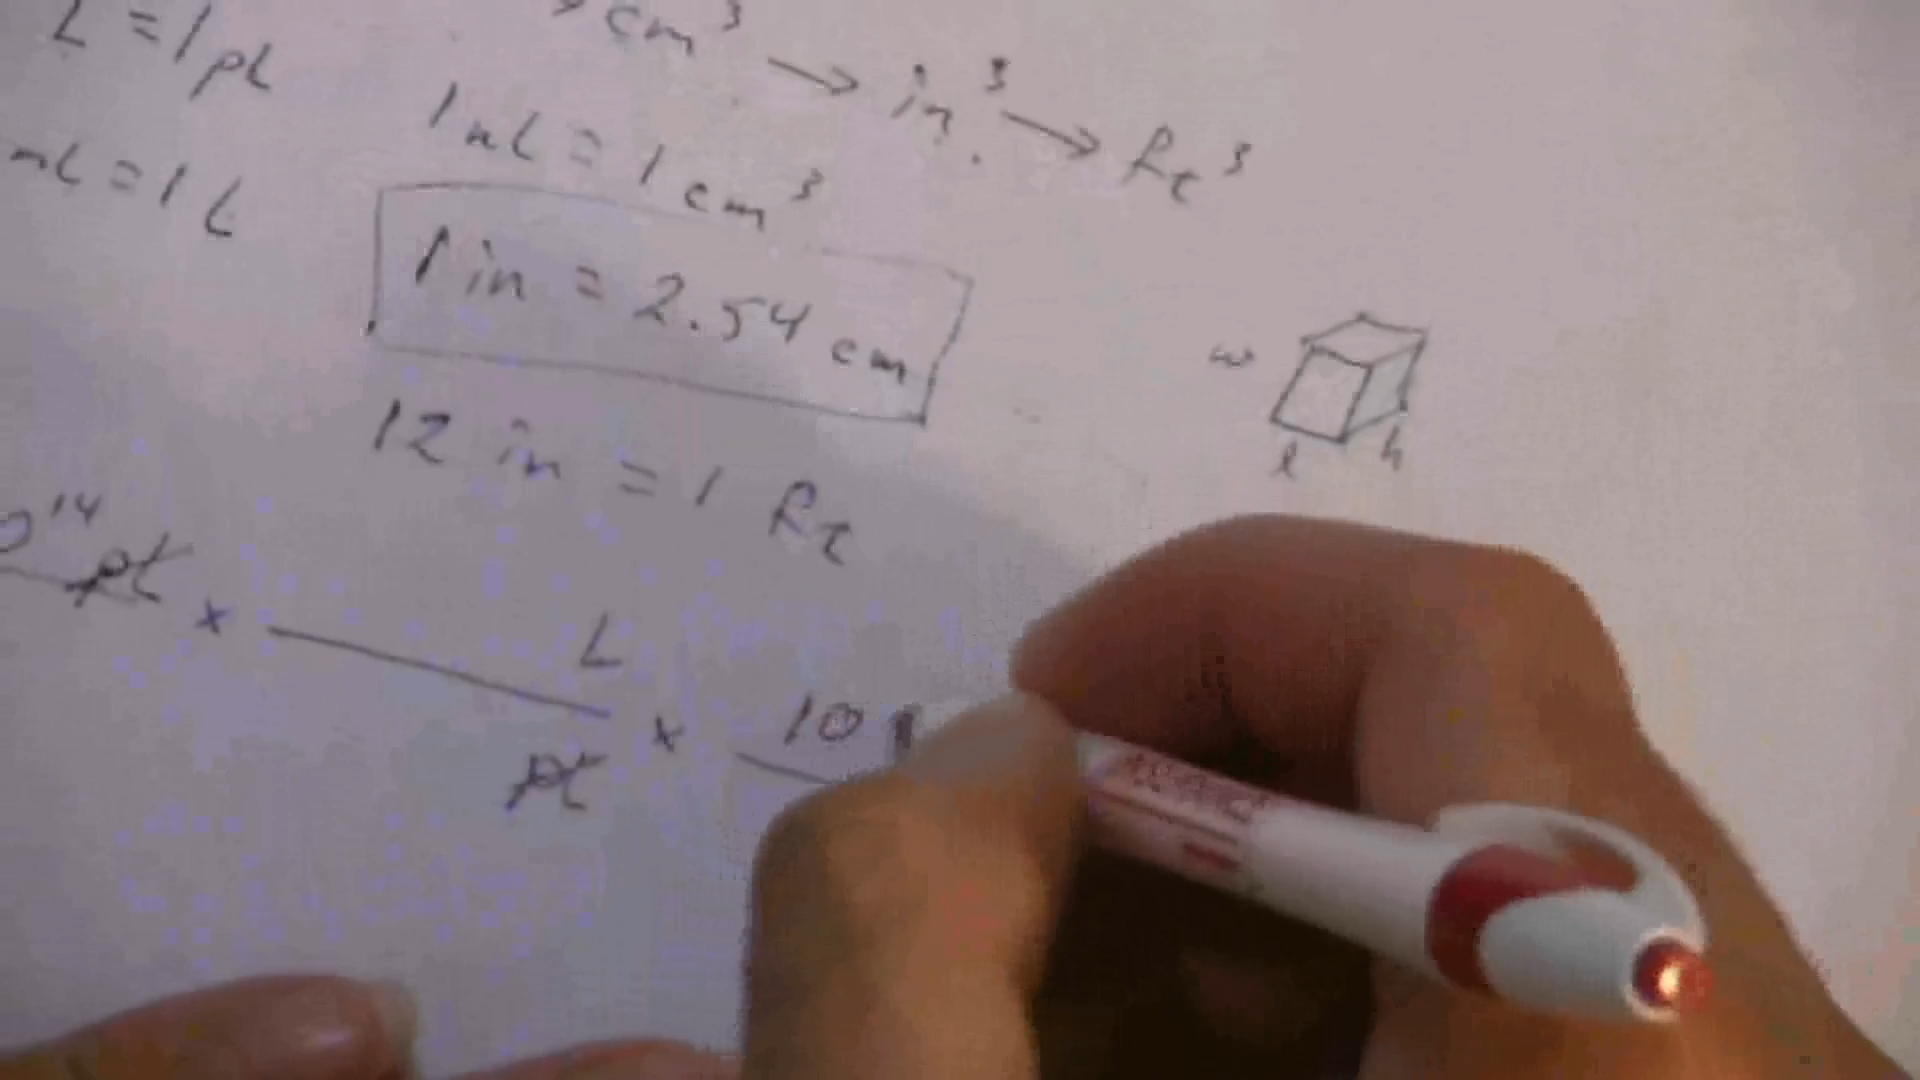 cm³ → in³ → ft³
L = 1 pt
1 mL = 1 cm³
mL = 1 L
1 in = 2.54 cm
w
l h
12 in = 1 ft
14 pt × L / pt × 10